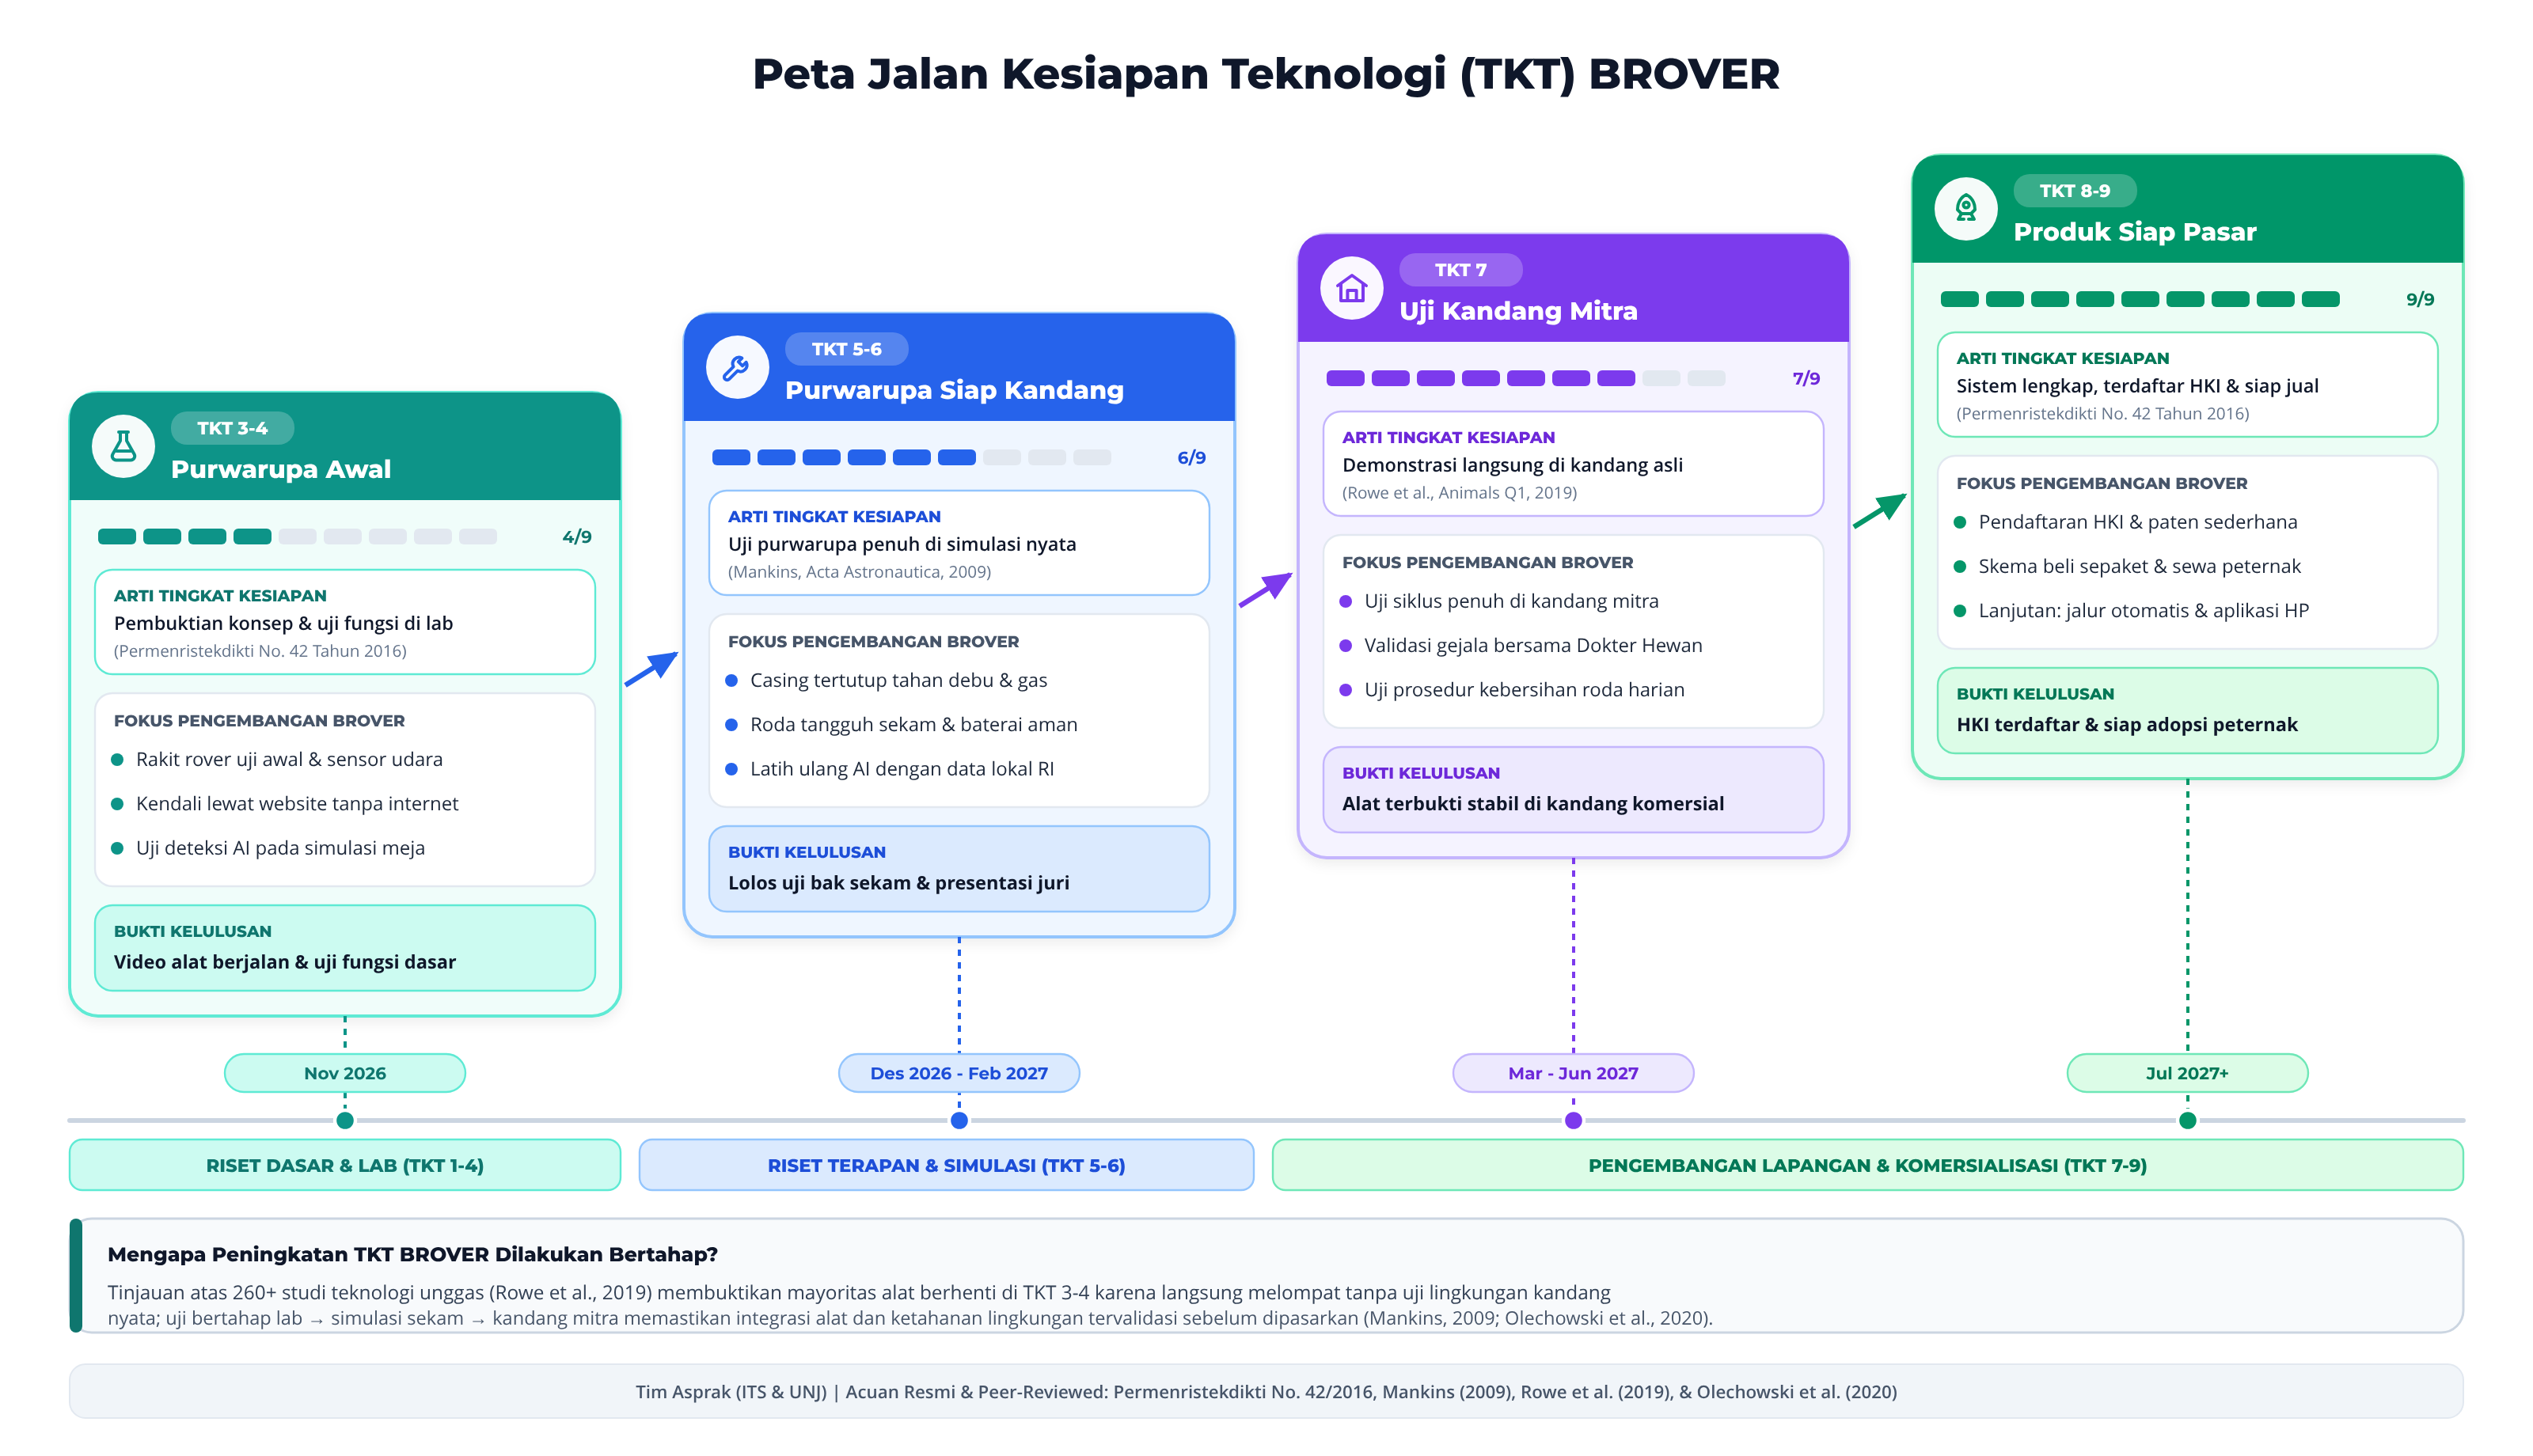 Peta Jalan Kesiapan Teknologi (TKT) BROVER
TKT 3-4
Purwarupa Awal
4/9
ARTI TINGKAT KESIAPAN
Pembuktian konsep & uji fungsi di lab
(Permenristekdikti No. 42 Tahun 2016)
FOKUS PENGEMBANGAN BROVER
Rakit rover uji awal & sensor udara
Kendali lewat website tanpa internet
Uji deteksi AI pada simulasi meja
BUKTI KELULUSAN
Video alat berjalan & uji fungsi dasar
TKT 5-6
Purwarupa Siap Kandang
6/9
ARTI TINGKAT KESIAPAN
Uji purwarupa penuh di simulasi nyata
(Mankins, Acta Astronautica, 2009)
FOKUS PENGEMBANGAN BROVER
Casing tertutup tahan debu & gas
Roda tangguh sekam & baterai aman
Latih ulang AI dengan data lokal RI
BUKTI KELULUSAN
Lolos uji bak sekam & presentasi juri
TKT 7
Uji Kandang Mitra
7/9
ARTI TINGKAT KESIAPAN
Demonstrasi langsung di kandang asli
(Rowe et al., Animals Q1, 2019)
FOKUS PENGEMBANGAN BROVER
Uji siklus penuh di kandang mitra
Validasi gejala bersama Dokter Hewan
Uji prosedur kebersihan roda harian
BUKTI KELULUSAN
Alat terbukti stabil di kandang komersial
TKT 8-9
Produk Siap Pasar
9/9
ARTI TINGKAT KESIAPAN
Sistem lengkap, terdaftar HKI & siap jual
(Permenristekdikti No. 42 Tahun 2016)
FOKUS PENGEMBANGAN BROVER
Pendaftaran HKI & paten sederhana
Skema beli sepaket & sewa peternak
Lanjutan: jalur otomatis & aplikasi HP
BUKTI KELULUSAN
HKI terdaftar & siap adopsi peternak
Nov 2026
Des 2026 - Feb 2027
Mar - Jun 2027
Jul 2027+
RISET DASAR & LAB (TKT 1-4)
RISET TERAPAN & SIMULASI (TKT 5-6)
PENGEMBANGAN LAPANGAN & KOMERSIALISASI (TKT 7-9)
Mengapa Peningkatan TKT BROVER Dilakukan Bertahap?
Tinjauan atas 260+ studi teknologi unggas (Rowe et al., 2019) membuktikan mayoritas alat berhenti di TKT 3-4 karena langsung melompat tanpa uji lingkungan kandang
nyata; uji bertahap lab → simulasi sekam → kandang mitra memastikan integrasi alat dan ketahanan lingkungan tervalidasi sebelum dipasarkan (Mankins, 2009; Olechowski et al., 2020).
Tim Asprak (ITS & UNJ) | Acuan Resmi & Peer-Reviewed: Permenristekdikti No. 42/2016, Mankins (2009), Rowe et al. (2019), & Olechowski et al. (2020)